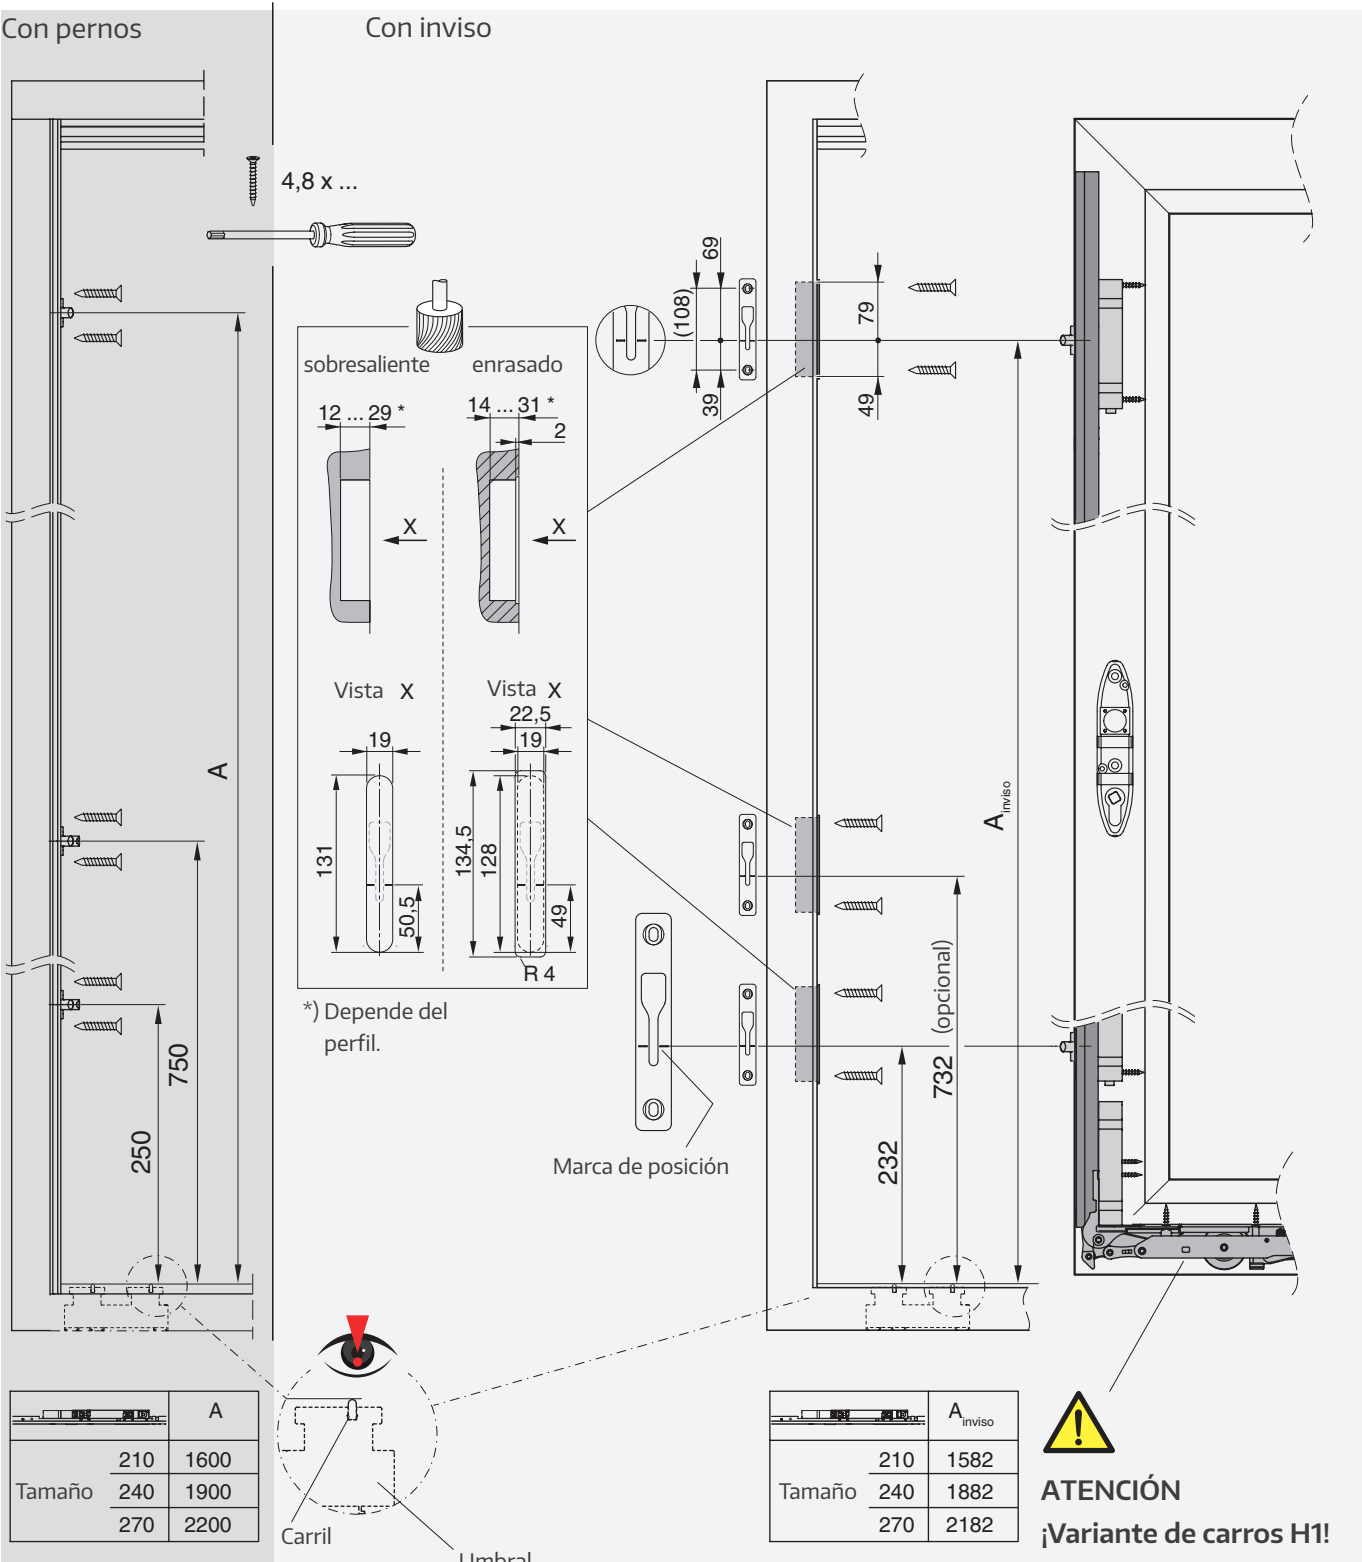 Con pernos
Con inviso
4,8 x ...
69
(108)
39
79
49
sobresaliente
enrasado
12 ... 29 *
14 ... 31 *
2
X
X
Vista X
Vista X
22,5
19
19
131
50,5
134,5
128
49
R 4
*) Depende del
perfil.
A
750
250
A inviso
732 (opcional)
232
Marca de posición
A
Tamaño
210 1600
240 1900
270 2200
Carril
Umbral
A inviso
Tamaño
210 1582
240 1882
270 2182
ATENCIÓN
¡Variante de carros H1!